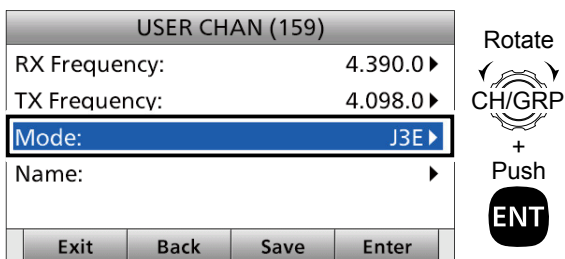 USER CHAN (159)
RX Frequency: 4.390.0
TX Frequency: 4.098.0
Mode: J3E
Name:
Exit Back Save Enter
Rotate
CH/GRP
+
Push
ENT